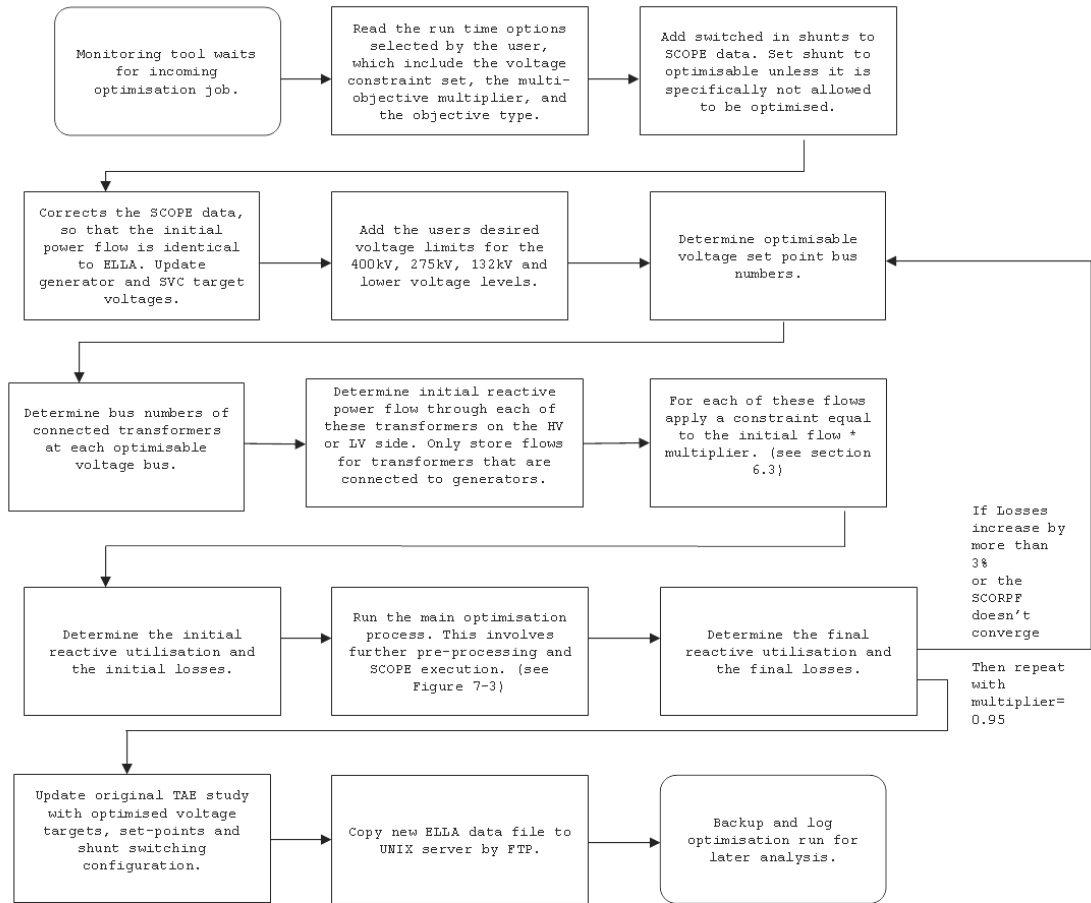 Monitoring tool waits
for incoming
optimisation job.
Read the run time options
selected by the user,
which include the voltage
constraint set, the multi-
objective multiplier, and
the objective type.
Add switched in shunts to
SCOPE data. Set shunt to
optimisable unless it is
specifically not allowed
to be optimised.
Corrects the SCOPE data,
so that the initial
power flow is identical
to ELLA. Update
generator and SVC target
voltages.
Add the users desired
voltage limits for the
400kV, 275kV, 132kV and
lower voltage levels.
Determine optimisable
voltage set point bus
numbers.
Determine bus numbers of
connected transformers
at each optimisable
voltage bus.
Determine initial reactive
power flow through each of
these transformers on the HV
or LV side. Only store flows
for transformers that are
connected to generators.
For each of these flows
apply a constraint equal
to the initial flow *
multiplier. (see section
6.3)
If Losses
increase by
more than
3%
or the
SCORPF
doesn't
converge
Then repeat
with
multiplier=
0.95
Determine the initial
reactive utilisation and
the initial losses.
Run the main optimisation
process. This involves
further pre-processing and
SCOPE execution. (see
Figure 7-3)
Determine the final
reactive utilisation and
the final losses.
Update original TAE study
with optimised voltage
targets, set-points and
shunt switching
configuration.
Copy new ELLA data file to
UNIX server by FTP.
Backup and log
optimisation run for
later analysis.